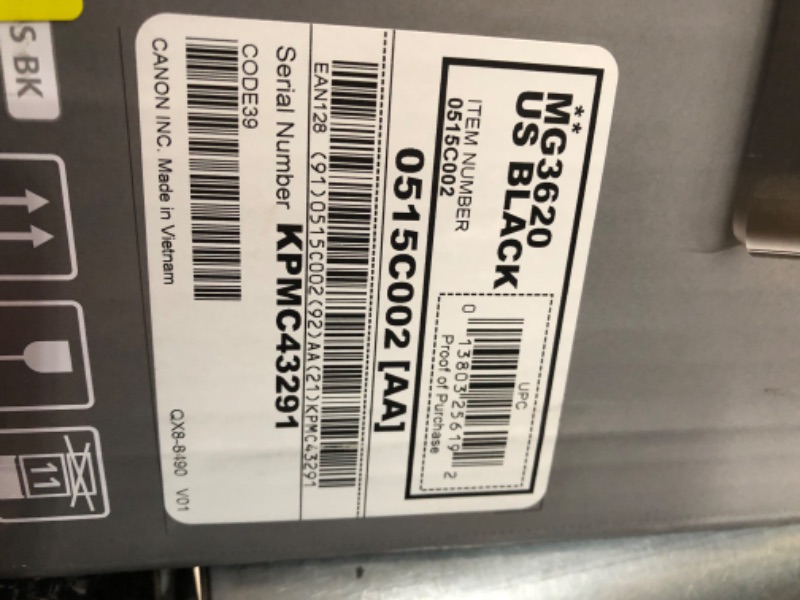 **
MG3620
US BLACK
ITEM NUMBER
0515C002
UPC
0 13803 25619 2
Proof of Purchase
0515C002 [AA]
EAN128 (91)0515C002(92)AA(21)KPMC43291
Serial Number KPMC43291
CODE39
CANON INC. Made in Vietnam
QX8-8490 V01
S BK
11